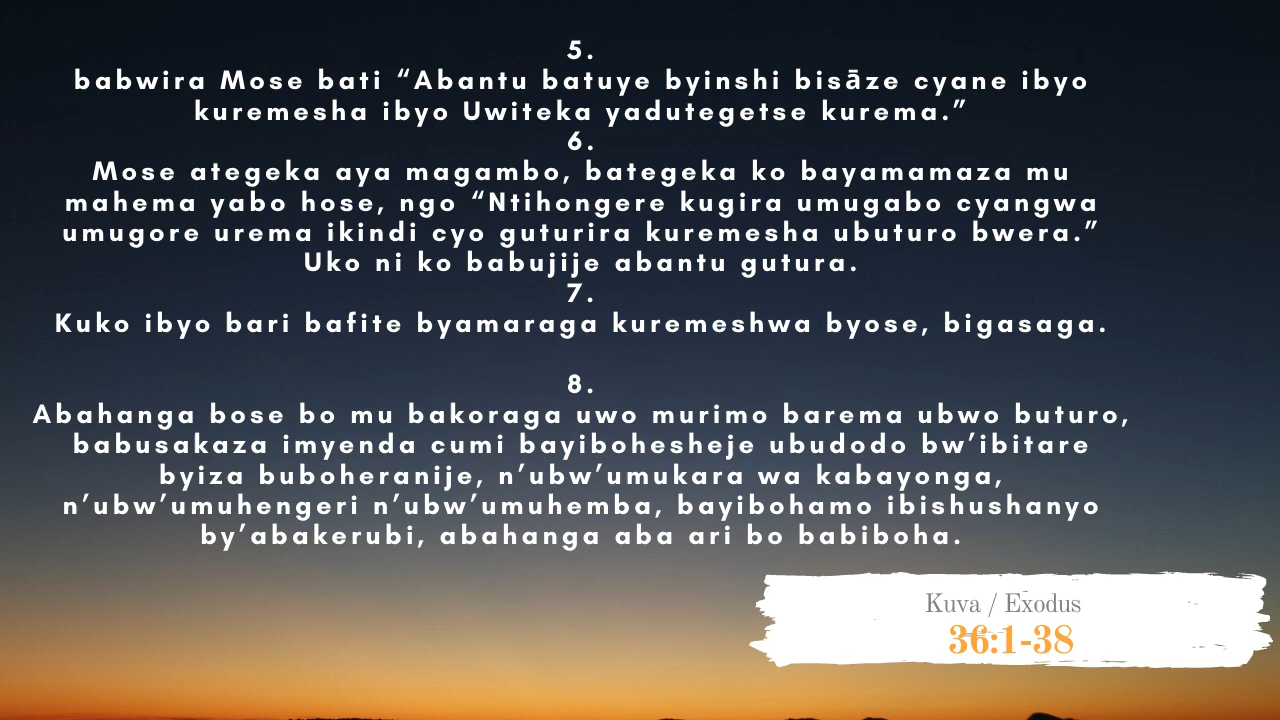 5.
babwira Mose bati “Abantu batuye byinshi bisāze cyane ibyo
kuremesha ibyo Uwiteka yadutegetse kurema.”
6.
Mose ategeka aya magambo, bategeka ko bayamamaza mu
mahema yabo hose, ngo “Ntihongere kugira umugabo cyangwa
umugore urema ikindi cyo guturira kuremesha ubuturo bwera.”
Uko ni ko babujije abantu gutura.
7.
Kuko ibyo bari bafite byamaraga kuremeshwa byose, bigasaga.
8.
Abahanga bose bo mu bakoraga uwo murimo barema ubwo buturo,
babusakaza imyenda cumi bayibohesheje ubudodo bw’ibitare
byiza buboheranije, n’ubw’umukara wa kabayonga,
n’ubw’umuhengeri n’ubw’umuhemba, bayibohamo ibishushanyo
by’abakerubi, abahanga aba ari bo babiboha.
Kuva / Exodus
36:1-38